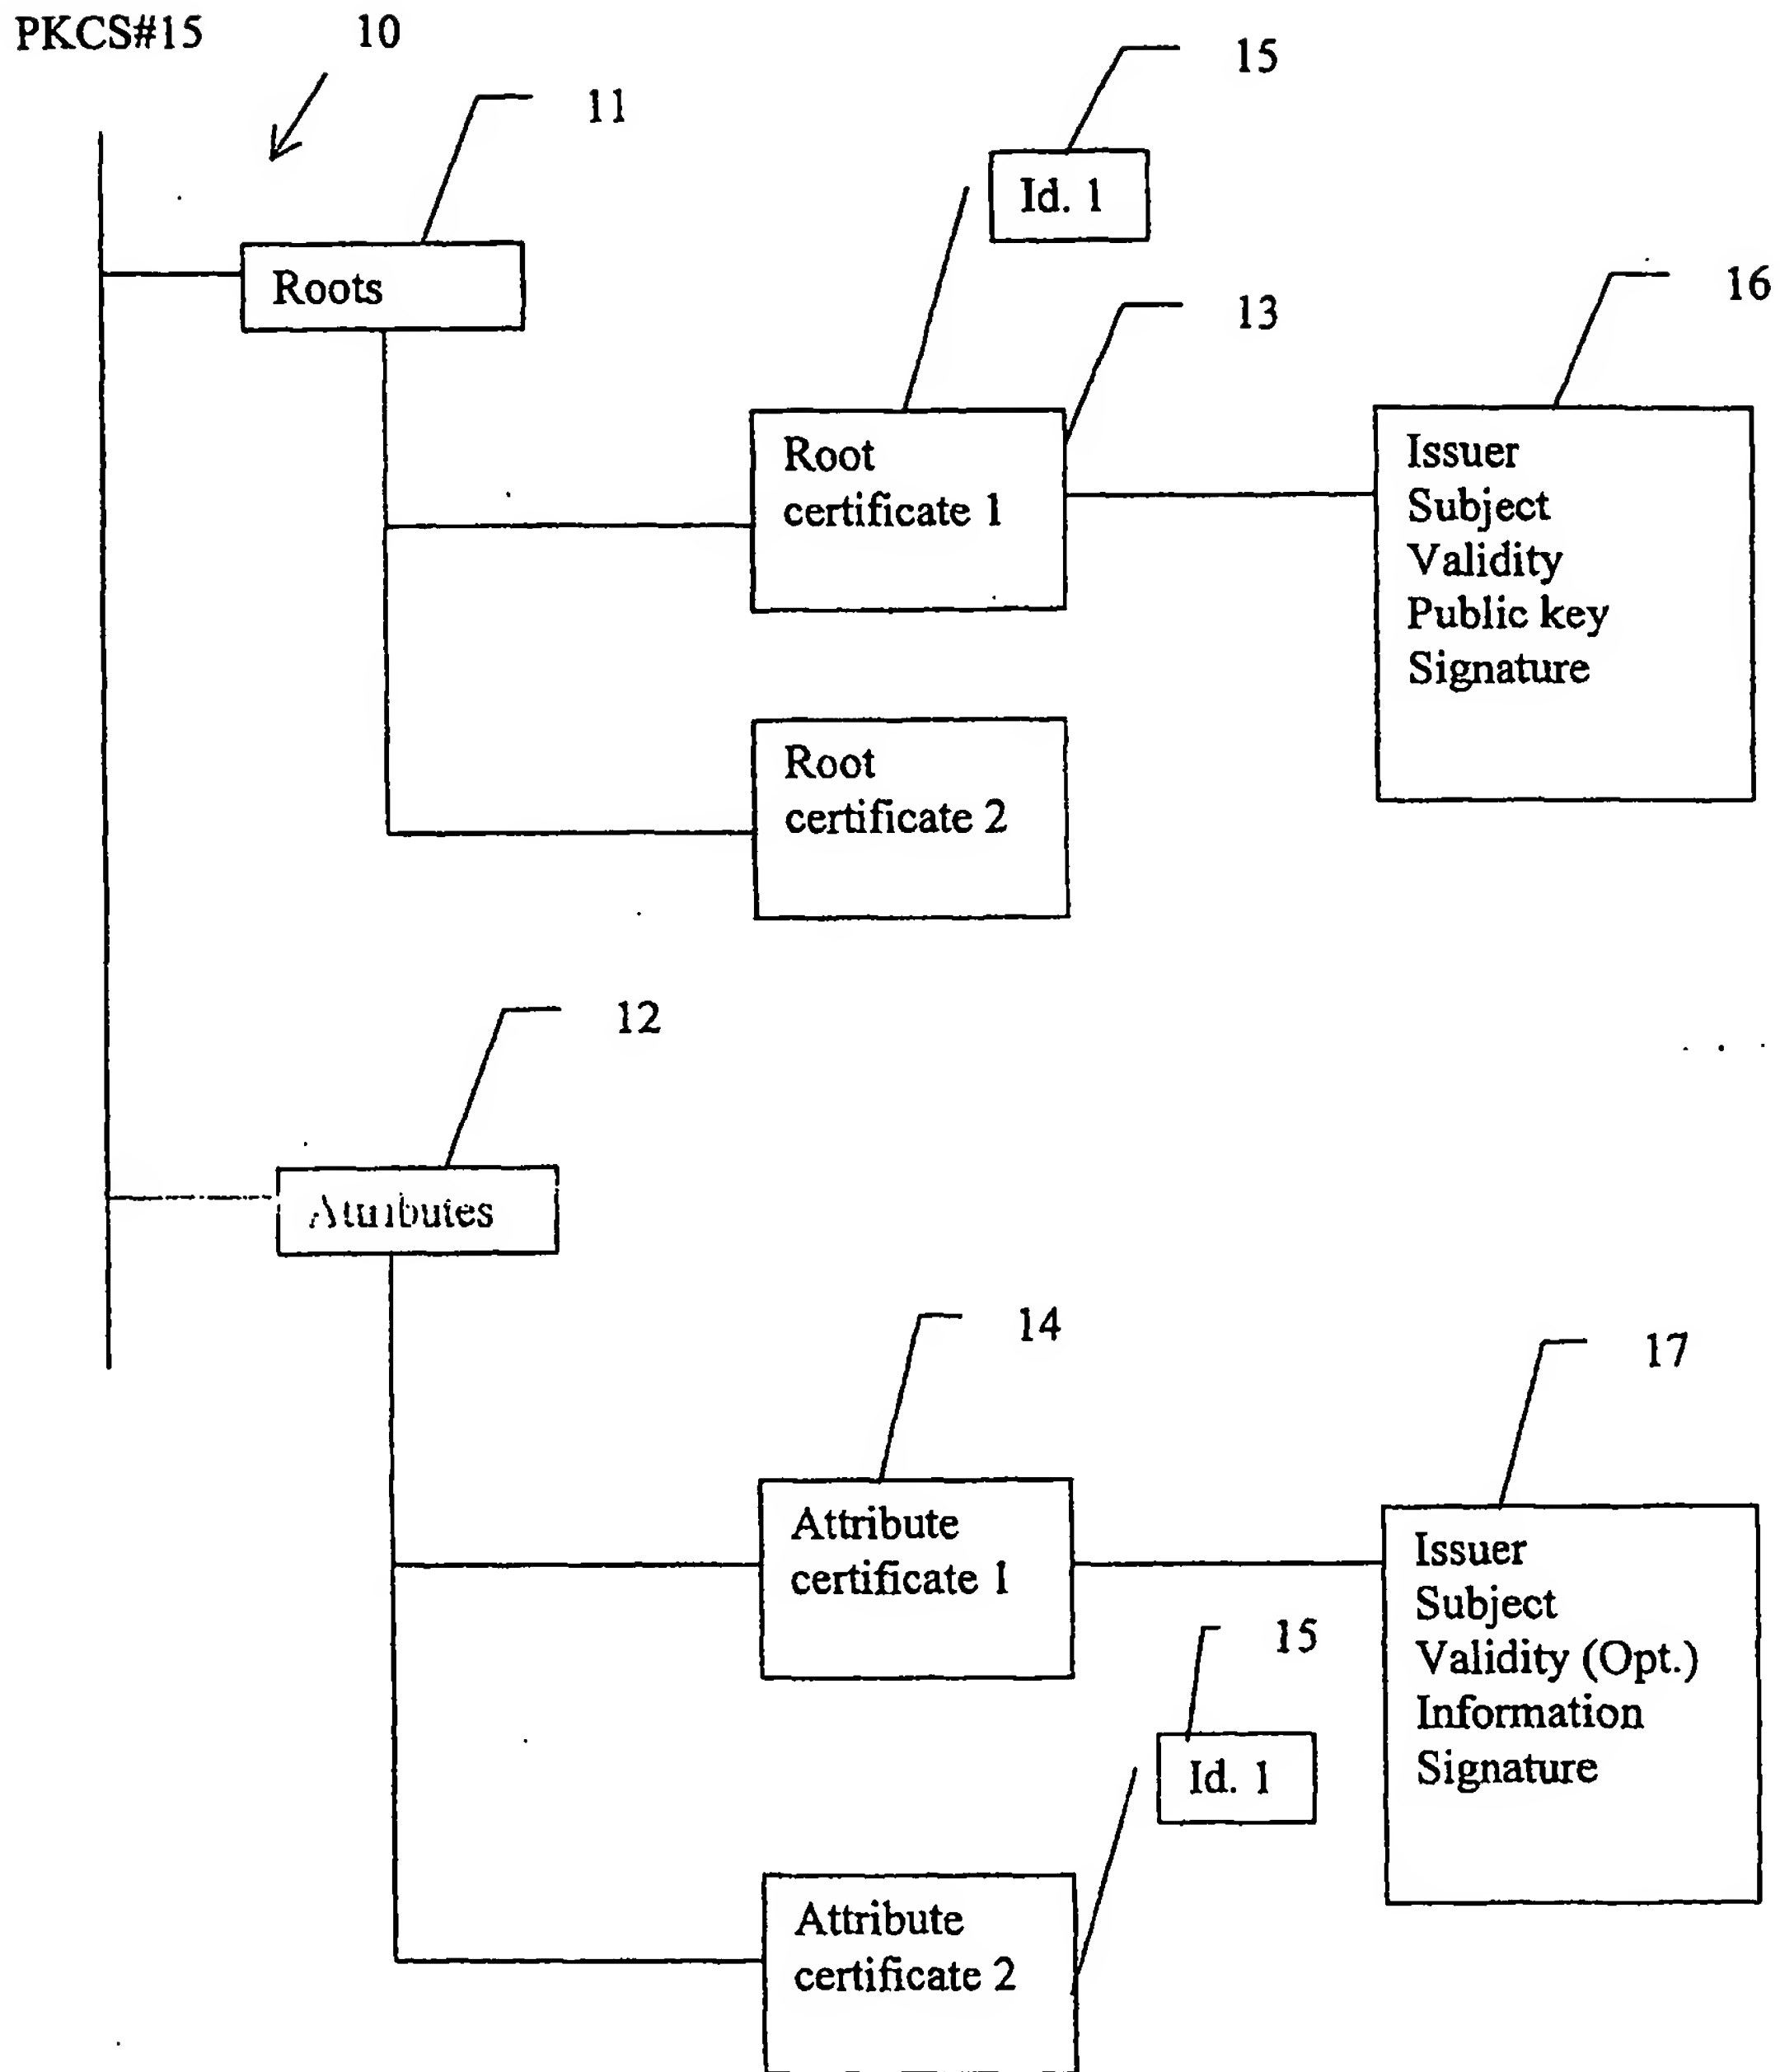 PKCS#15
10
11
15
Id. 1
Roots
13
16
Root
certificate 1
Issuer
Subject
Validity
Public key
Signature
Root
certificate 2
12
Attributes
14
17
Attribute
certificate 1
Issuer
Subject
Validity (Opt.)
Information
Signature
15
Id. 1
Attribute
certificate 2